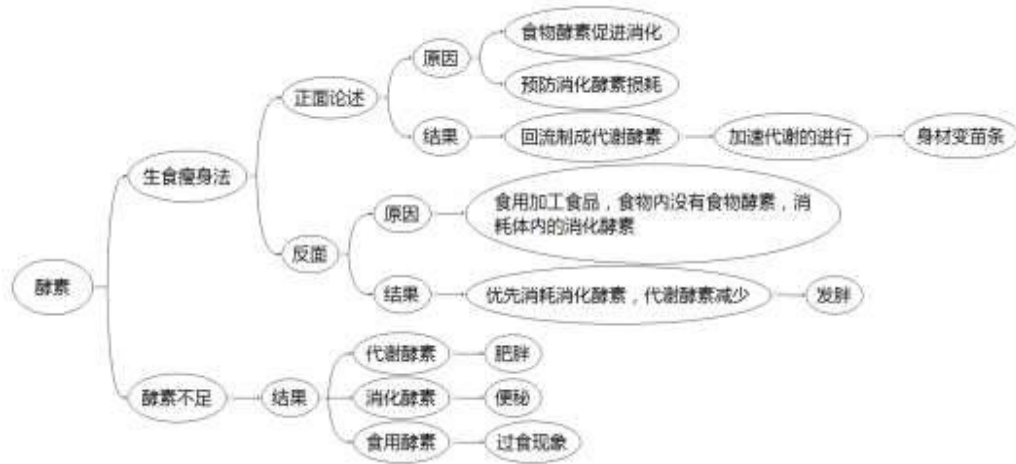 食物酵素促进消化
原因
预防消化酵素损耗
正面论述
结果
回流制成代谢酵素
加速代谢的进行
身材变苗条
生食瘦身法
食用加工食品，食物内没有食物酵素，消
耗体内的消化酵素
原因
反面
结果
优先消耗消化酵素，代谢酵素减少
发胖
酵素
代谢酵素
肥胖
酵素不足
结果
消化酵素
便秘
食用酵素
过食现象